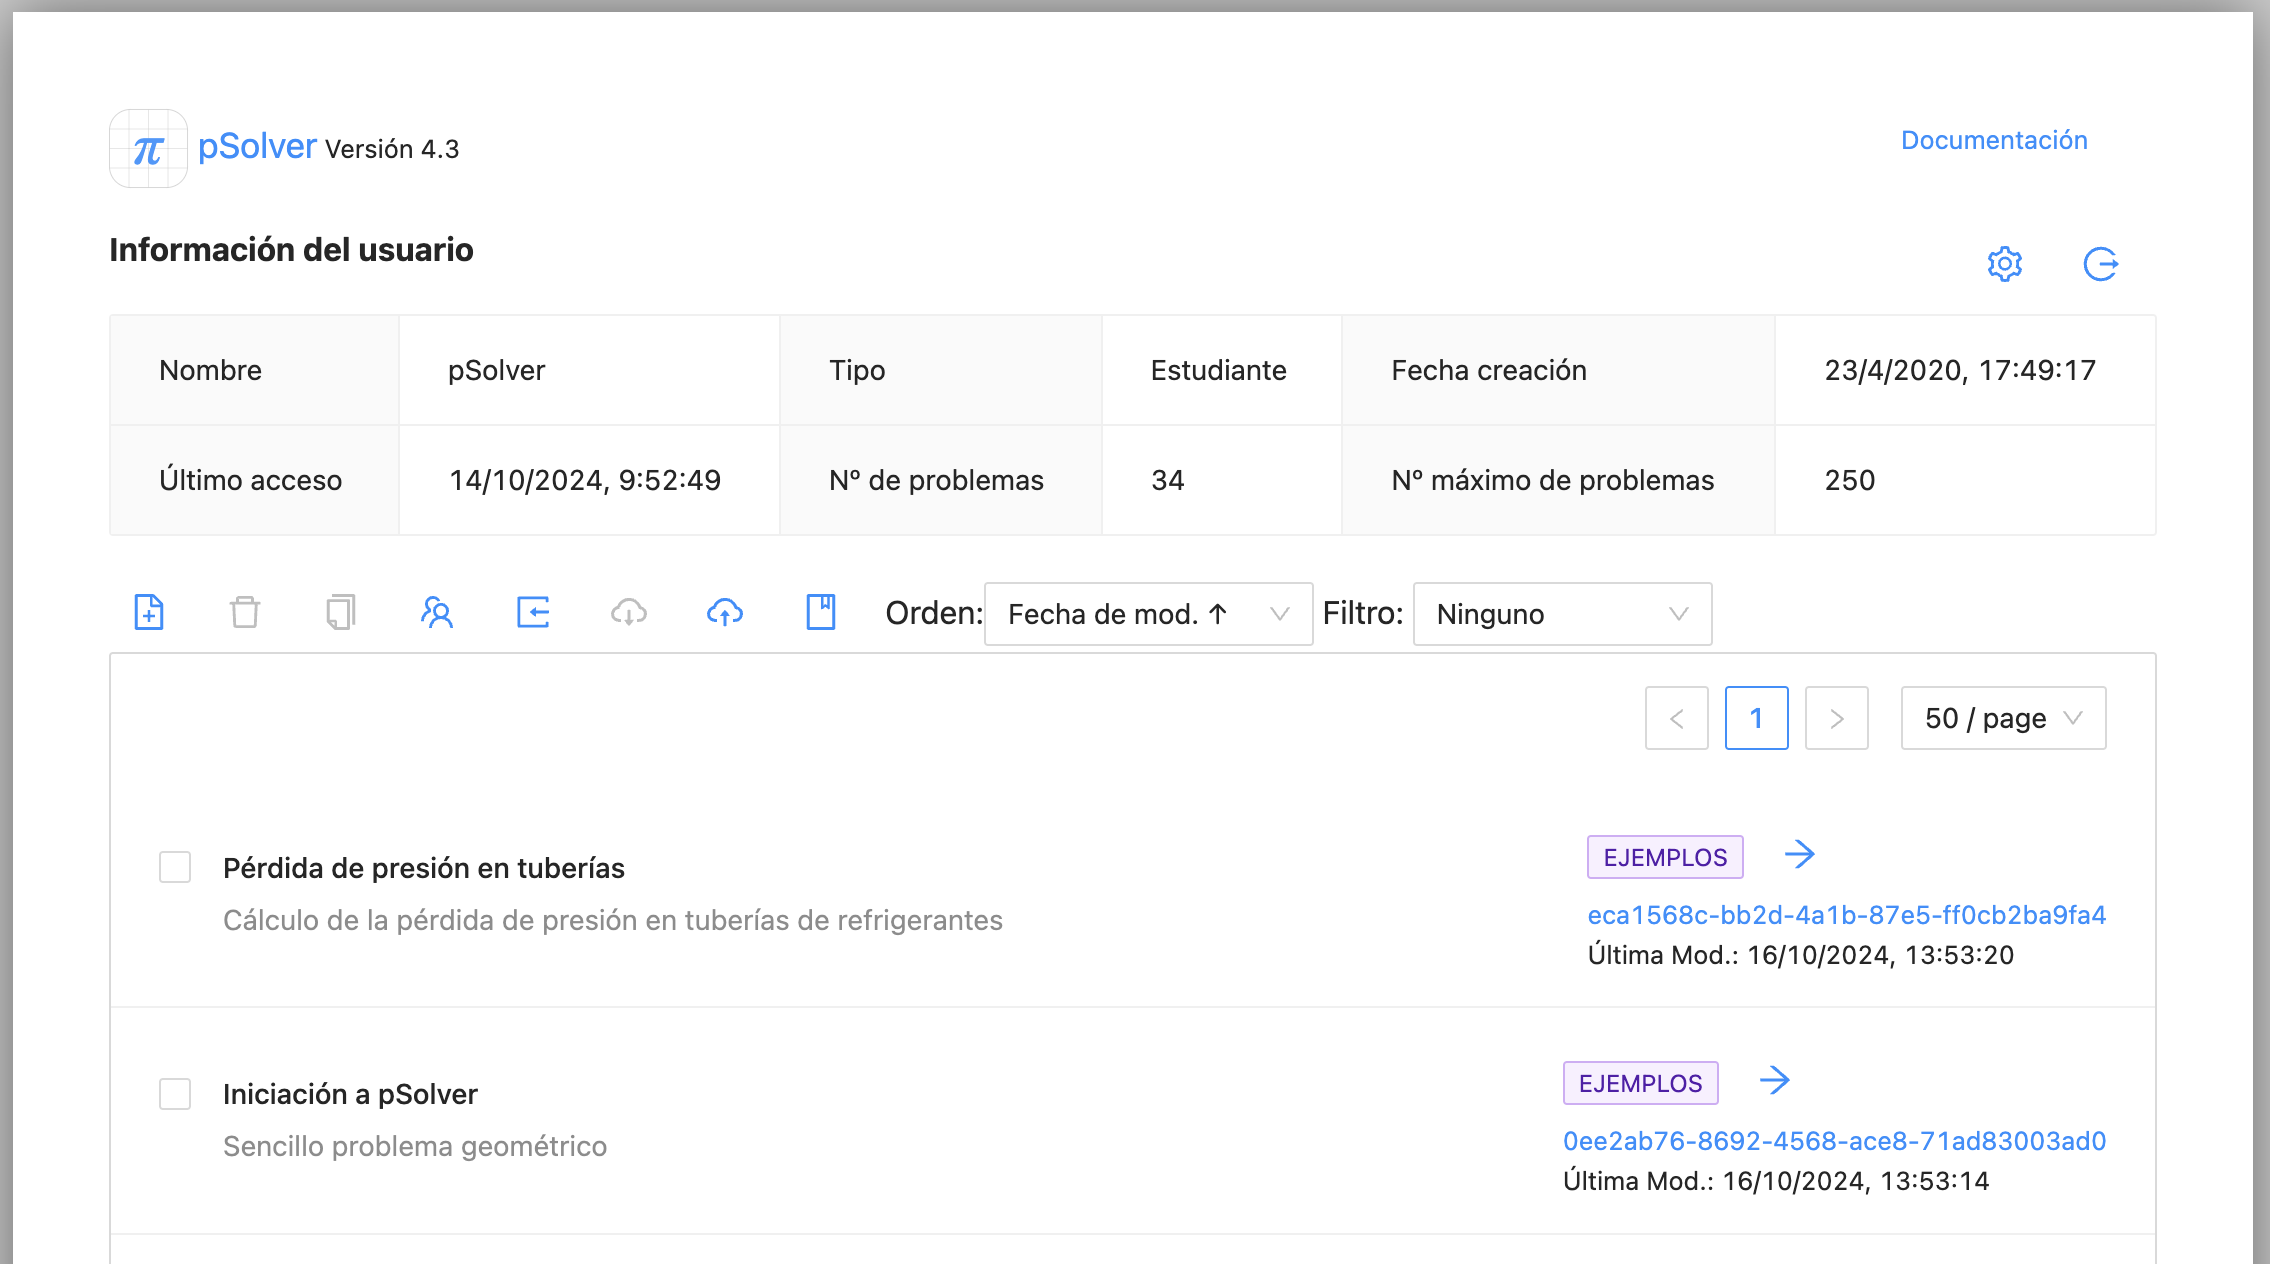 π pSolver Versión 4.3
Documentación
Información del usuario
Nombre pSolver Tipo Estudiante Fecha creación 23/4/2020, 17:49:17
Último acceso 14/10/2024, 9:52:49 Nº de problemas 34 Nº máximo de problemas 250
Orden: Fecha de mod. ↑ Filtro: Ninguno
< 1 > 50 / page
Pérdida de presión en tuberías
Cálculo de la pérdida de presión en tuberías de refrigerantes
EJEMPLOS
eca1568c-bb2d-4a1b-87e5-ff0cb2ba9fa4
Última Mod.: 16/10/2024, 13:53:20
Iniciación a pSolver
Sencillo problema geométrico
EJEMPLOS
0ee2ab76-8692-4568-ace8-71ad83003ad0
Última Mod.: 16/10/2024, 13:53:14